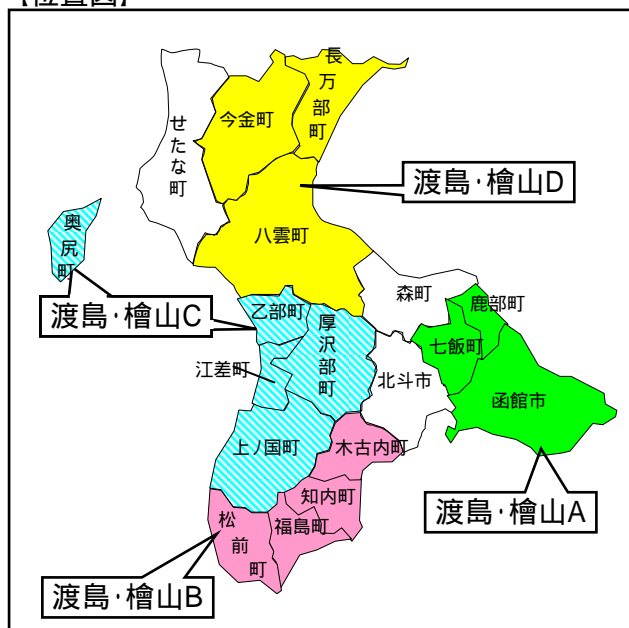 【位置図】
長万部町
今金町
せたな町
渡島･檜山D
奥尻町
八雲町
森町
鹿部町
渡島･檜山C
乙部町
厚沢部町
七飯町
江差町
北斗市
函館市
上ノ国町
木古内町
知内町
渡島･檜山A
松前町
福島町
渡島･檜山B